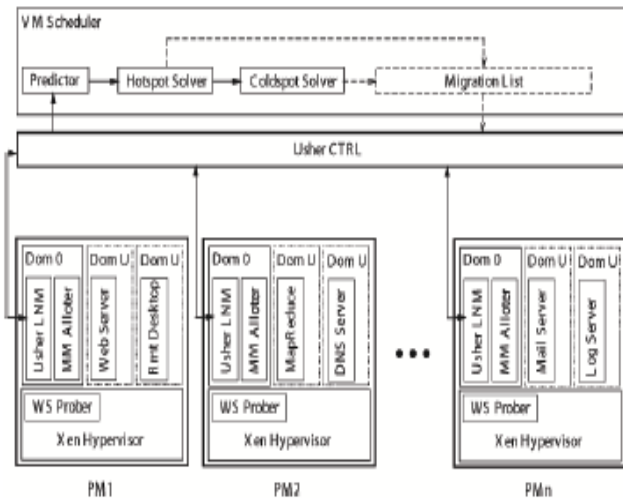 VM Scheduler
Predictor
Hotspot Solver
Coldspot Solver
Migration List
Usher CTRL
Dom 0
Dom U
Dom U
Usher LNM
MM Alloter
Web Server
Rmt Desktop
WS Prober
Xen Hypervisor
PM1
Dom 0
Dom U
Dom U
Usher LNM
MM Alloter
MapReduce
DNS Server
WS Prober
Xen Hypervisor
PM2
Dom 0
Dom U
Dom U
Usher LNM
MM Alloter
Mail Server
Log Server
WS Prober
Xen Hypervisor
PMn